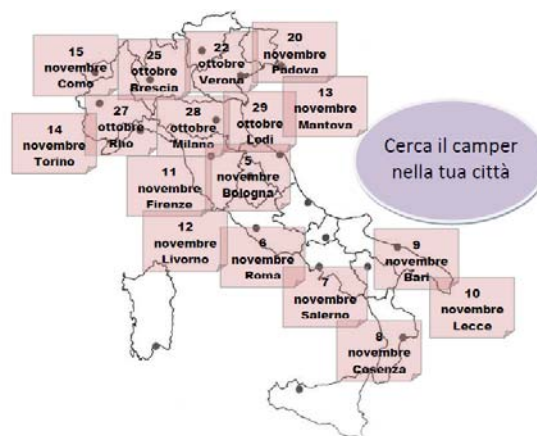 15
novembre
Como
25
ottobre
Brescia
22
ottobre
Verona
20
novembre
Padova
14
novembre
Torino
27
ottobre
Rho
28
ottobre
Milano
29
ottobre
Lodi
13
novembre
Mantova
11
novembre
Firenze
5
novembre
Bologna
12
novembre
Livorno
6
novembre
Roma
7
novembre
Salerno
8
novembre
Cosenza
9
novembre
Bari
10
novembre
Lecce
Cerca il camper
nella tua città